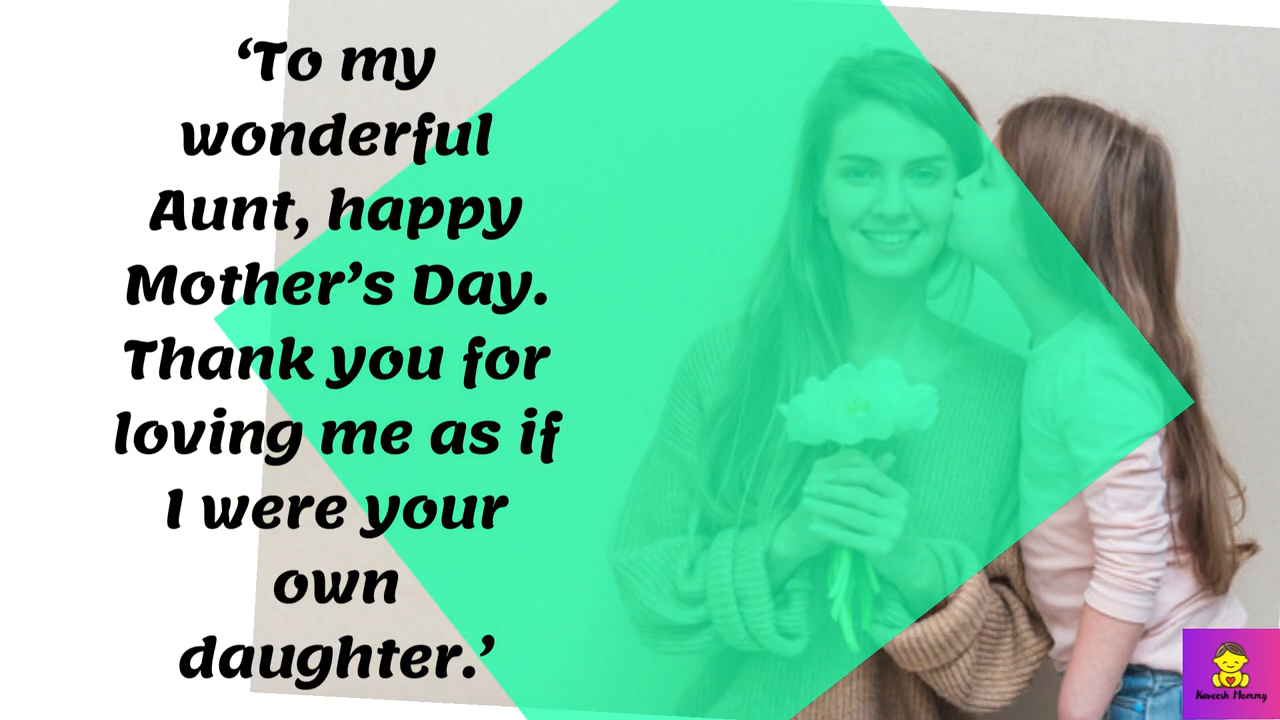 ‘To my
wonderful
Aunt, happy
Mother’s Day.
Thank you for
loving me as if
I were your
own
daughter.’
Kaveesh Mommy